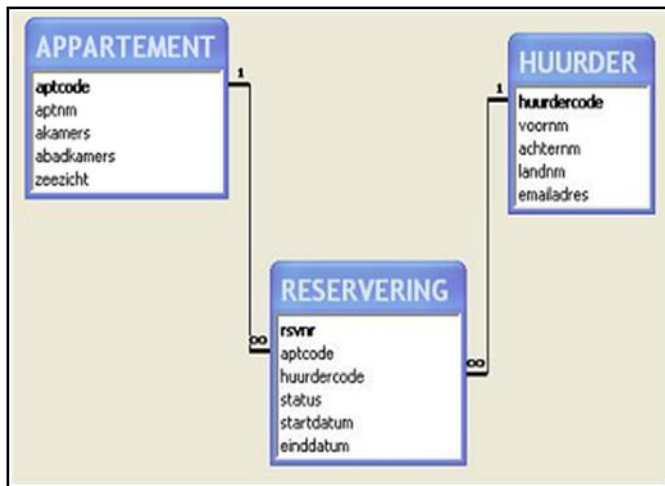 APPARTEMENT
aptcode
aptnm
akamers
abadkamers
zeezicht
1
HUURDER
huurdercode
voornm
achternm
landnm
emailadres
1
RESERVERING
rsvnr
aptcode
huurdercode
status
startdatum
einddatum
∞
∞